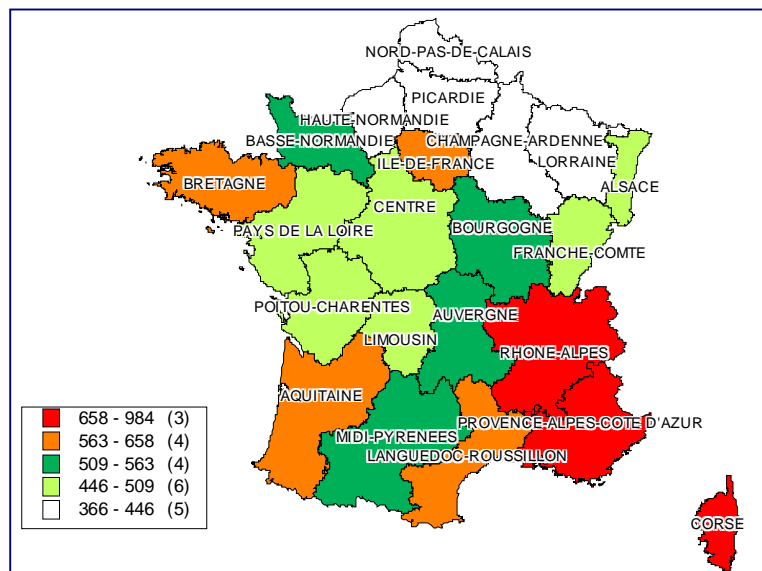 NORD-PAS-DE-CALAIS
PICARDIE
HAUTE-NORMANDIE
BASSE-NORMANDIE
CHAMPAGNE-ARDENNE
ILE-DE-FRANCE
LORRAINE
ALSACE
BRETAGNE
CENTRE
BOURGOGNE
PAYS DE LA LOIRE
FRANCHE-COMTE
POITOU-CHARENTES
AUVERGNE
LIMOUSIN
RHONE-ALPES
AQUITAINE
PROVENCE-ALPES-COTE D'AZUR
MIDI-PYRENEES
LANGUEDOC-ROUSSILLON
CORSE
658 - 984 (3)
563 - 658 (4)
509 - 563 (4)
446 - 509 (6)
366 - 446 (5)